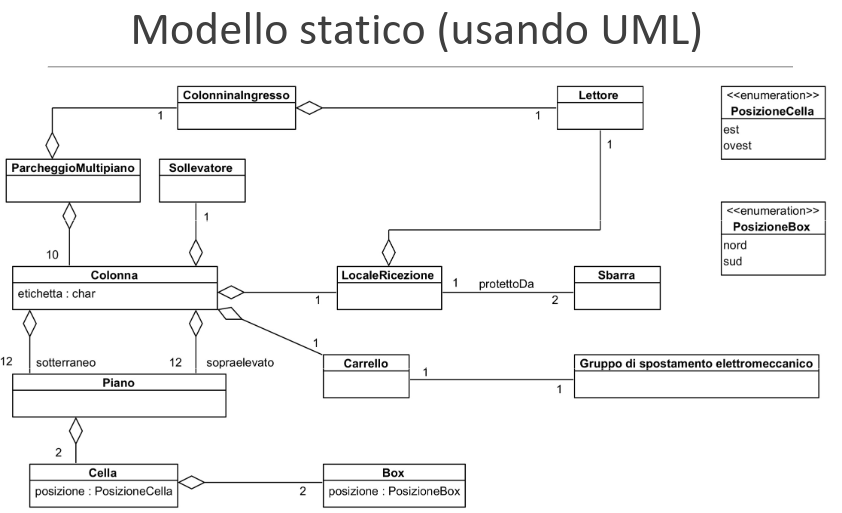 Modello statico (usando UML)
ColonninaIngresso
1
1
Lettore
1
<<enumeration>>
PosizioneCella
est
ovest
ParcheggioMultipiano
10
Sollevatore
1
<<enumeration>>
PosizioneBox
nord
sud
Colonna
etichetta : char
1
LocaleRicezione
1 protettoDa
2
Sbarra
12 sotterraneo
12 sopraelevato
1
Carrello
1
1
Gruppo di spostamento elettromeccanico
Piano
2
Cella
posizione : PosizioneCella
2
Box
posizione : PosizioneBox